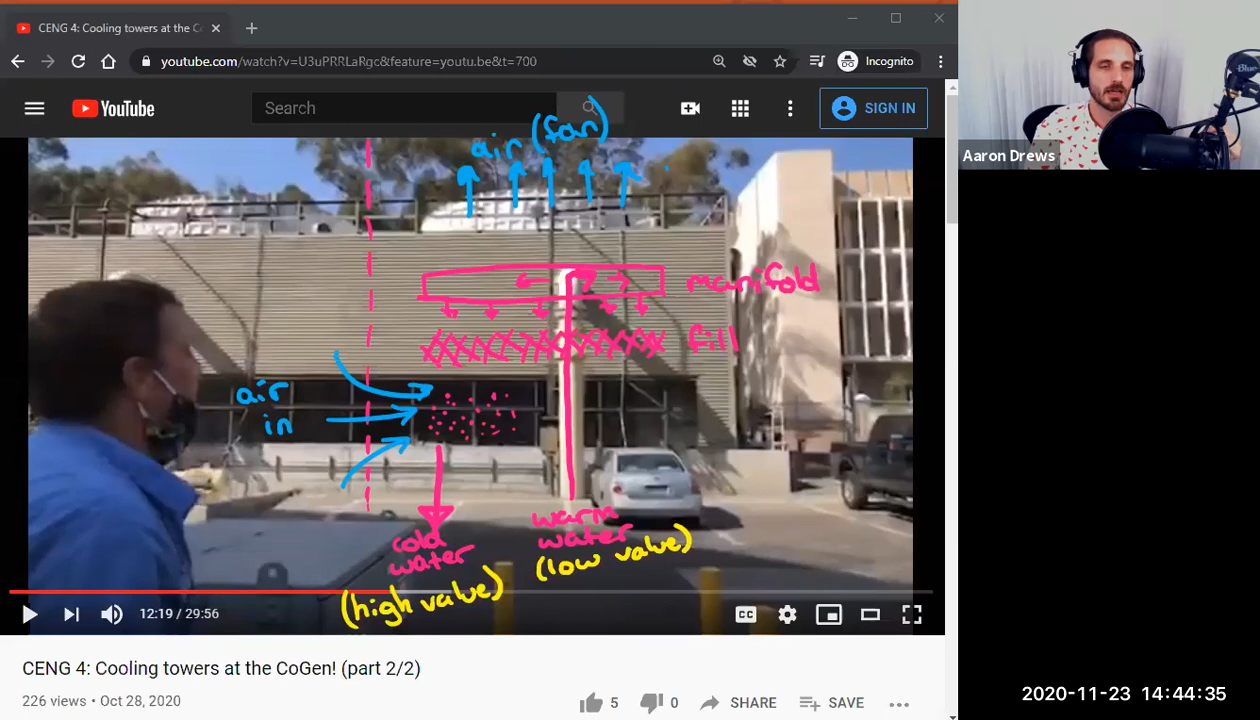 CENG 4: Cooling towers at the Co
youtube.com/watch?v=U3uPRRLaRgc&feature=youtu.be&t=700
Incognito
YouTube
Search
SIGN IN
Aaron Drews
air (fan)
manifold
fill
air
in
warm
water
(low value)
cold
water
(high value)
12:19 / 29:56
CC
CENG 4: Cooling towers at the CoGen! (part 2/2)
226 views • Oct 28, 2020
5
0
SHARE
SAVE
2020-11-23 14:44:35